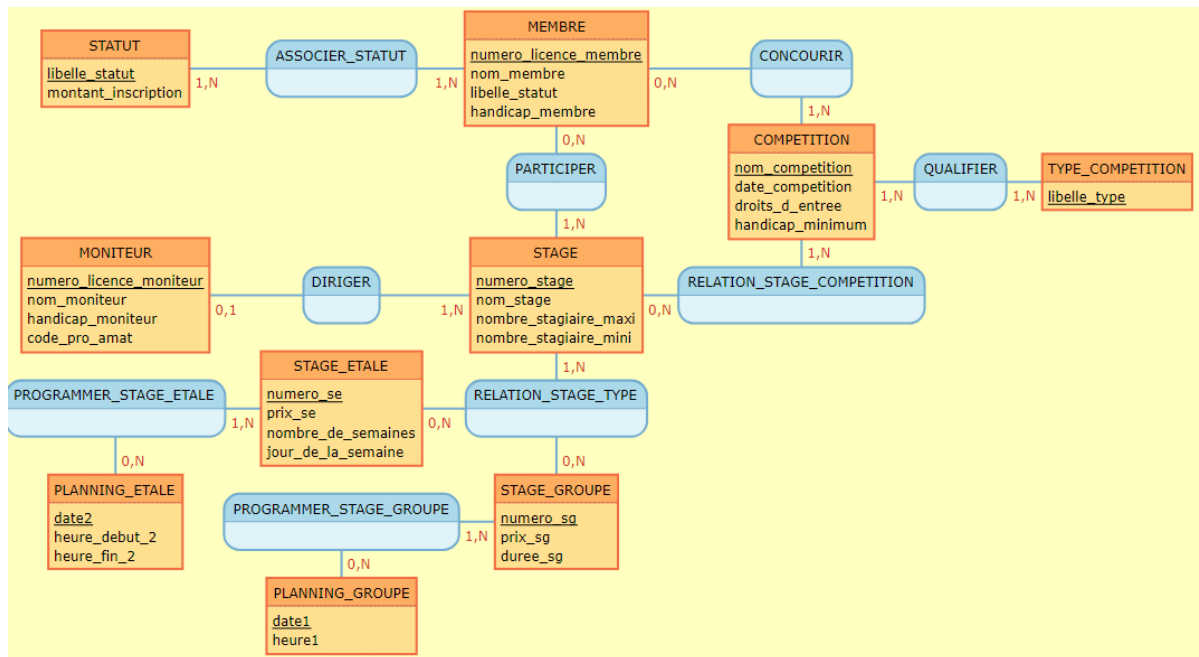 STATUT
libelle_statut
montant_inscription
1,N
ASSOCIER_STATUT
1,N
MEMBRE
numero_licence_membre
nom_membre
libelle_statut
handicap_membre
0,N
CONCOURIR
1,N
0,N
PARTICIPER
1,N
COMPETITION
nom_competition
date_competition
droits_d_entree
handicap_minimum
1,N
QUALIFIER
1,N
TYPE_COMPETITION
libelle_type
1,N
MONITEUR
numero_licence_moniteur
nom_moniteur
handicap_moniteur
code_pro_amat
0,1
DIRIGER
1,N
STAGE
numero_stage
nom_stage
nombre_stagiaire_maxi
nombre_stagiaire_mini
0,N
RELATION_STAGE_COMPETITION
1,N
PROGRAMMER_STAGE_ETALE
1,N
STAGE_ETALE
numero_se
prix_se
nombre_de_semaines
jour_de_la_semaine
0,N
RELATION_STAGE_TYPE
0,N
0,N
PLANNING_ETALE
date2
heure_debut_2
heure_fin_2
PROGRAMMER_STAGE_GROUPE
1,N
STAGE_GROUPE
numero_sg
prix_sg
duree_sg
0,N
PLANNING_GROUPE
date1
heure1